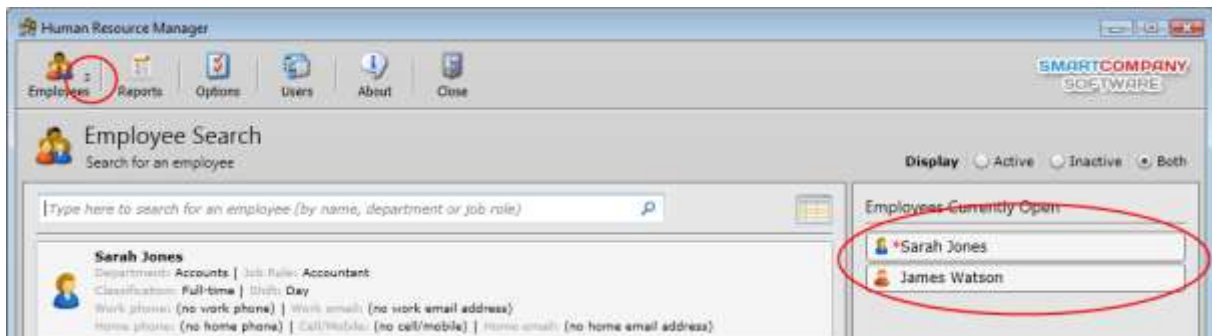 Human Resource Manager
Employees 2 Reports Options Users About Close
SMARTCOMPANY
SOFTWARE
Employee Search
Search for an employee
Display Active Inactive Both
Type here to search for an employee (by name, department or job role)
Employees Currently Open
*Sarah Jones
James Watson
Sarah Jones
Department: Accounts | Job Role: Accountant
Classification: Full-time | Shift: Day
Work phone: (no work phone) | Work email: (no work email address)
Home phone: (no home phone) | Cell/Mobile: (no cell/mobile) | Home email: (no home email address)